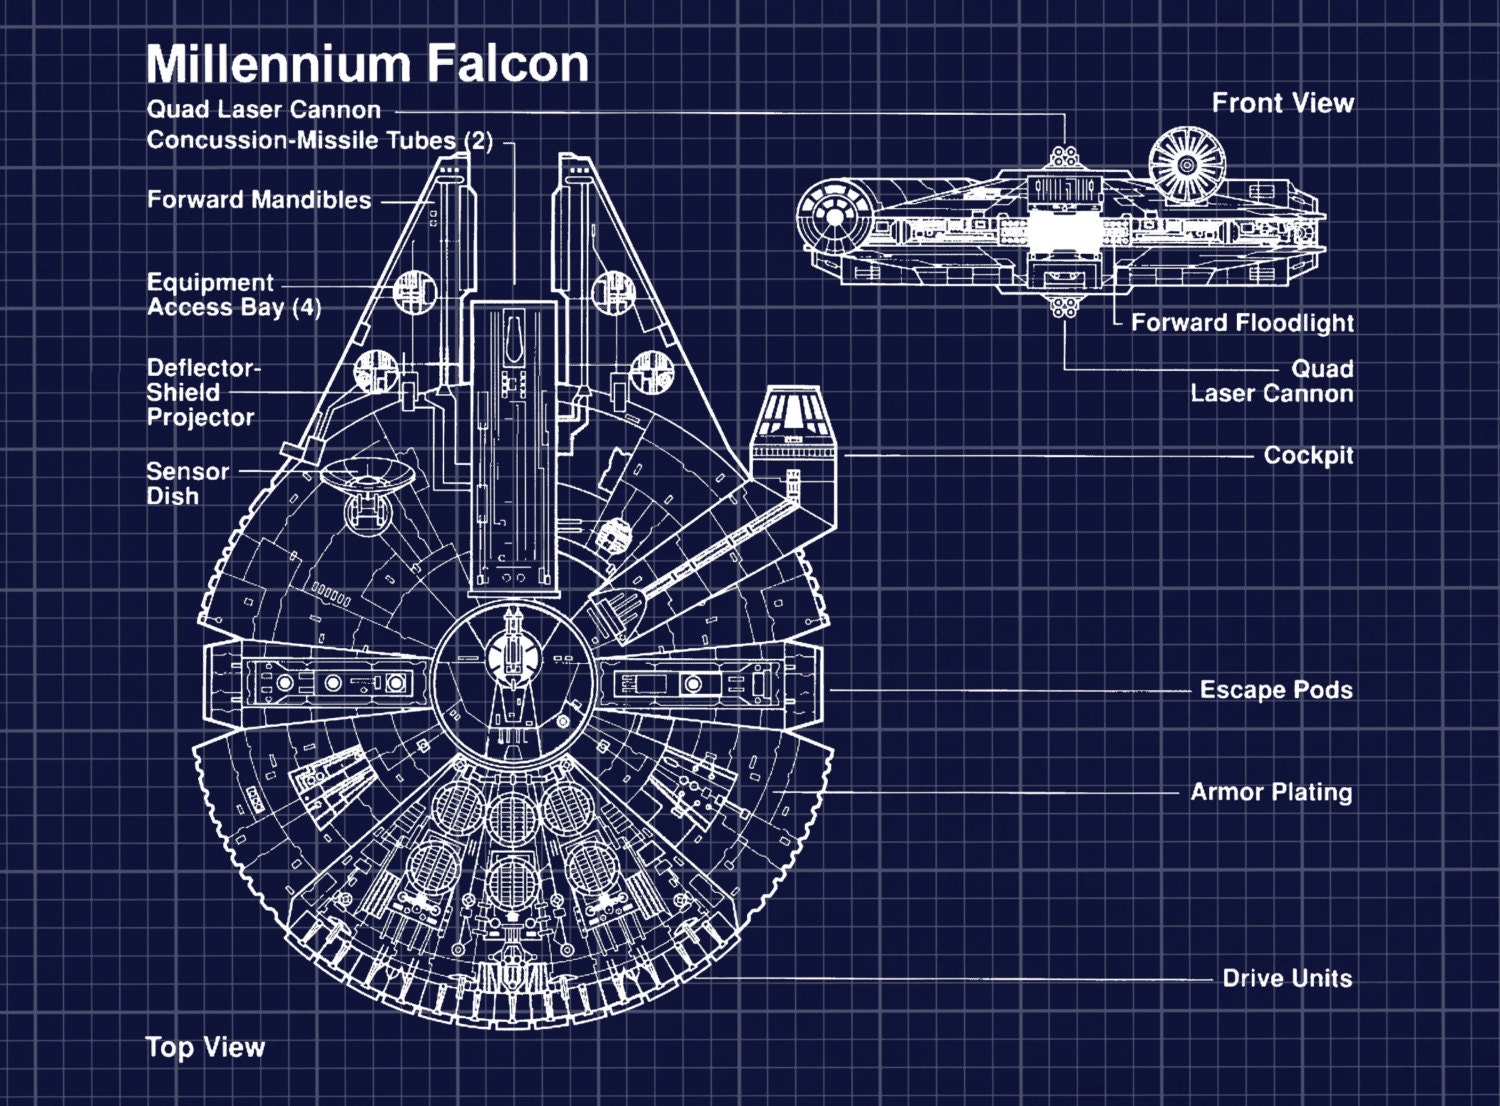 Millennium Falcon
Quad Laser Cannon
Concussion-Missile Tubes (2)
Forward Mandibles
Equipment
Access Bay (4)
Deflector-
Shield
Projector
Sensor
Dish
Top View
Front View
Forward Floodlight
Quad
Laser Cannon
Cockpit
Escape Pods
Armor Plating
Drive Units